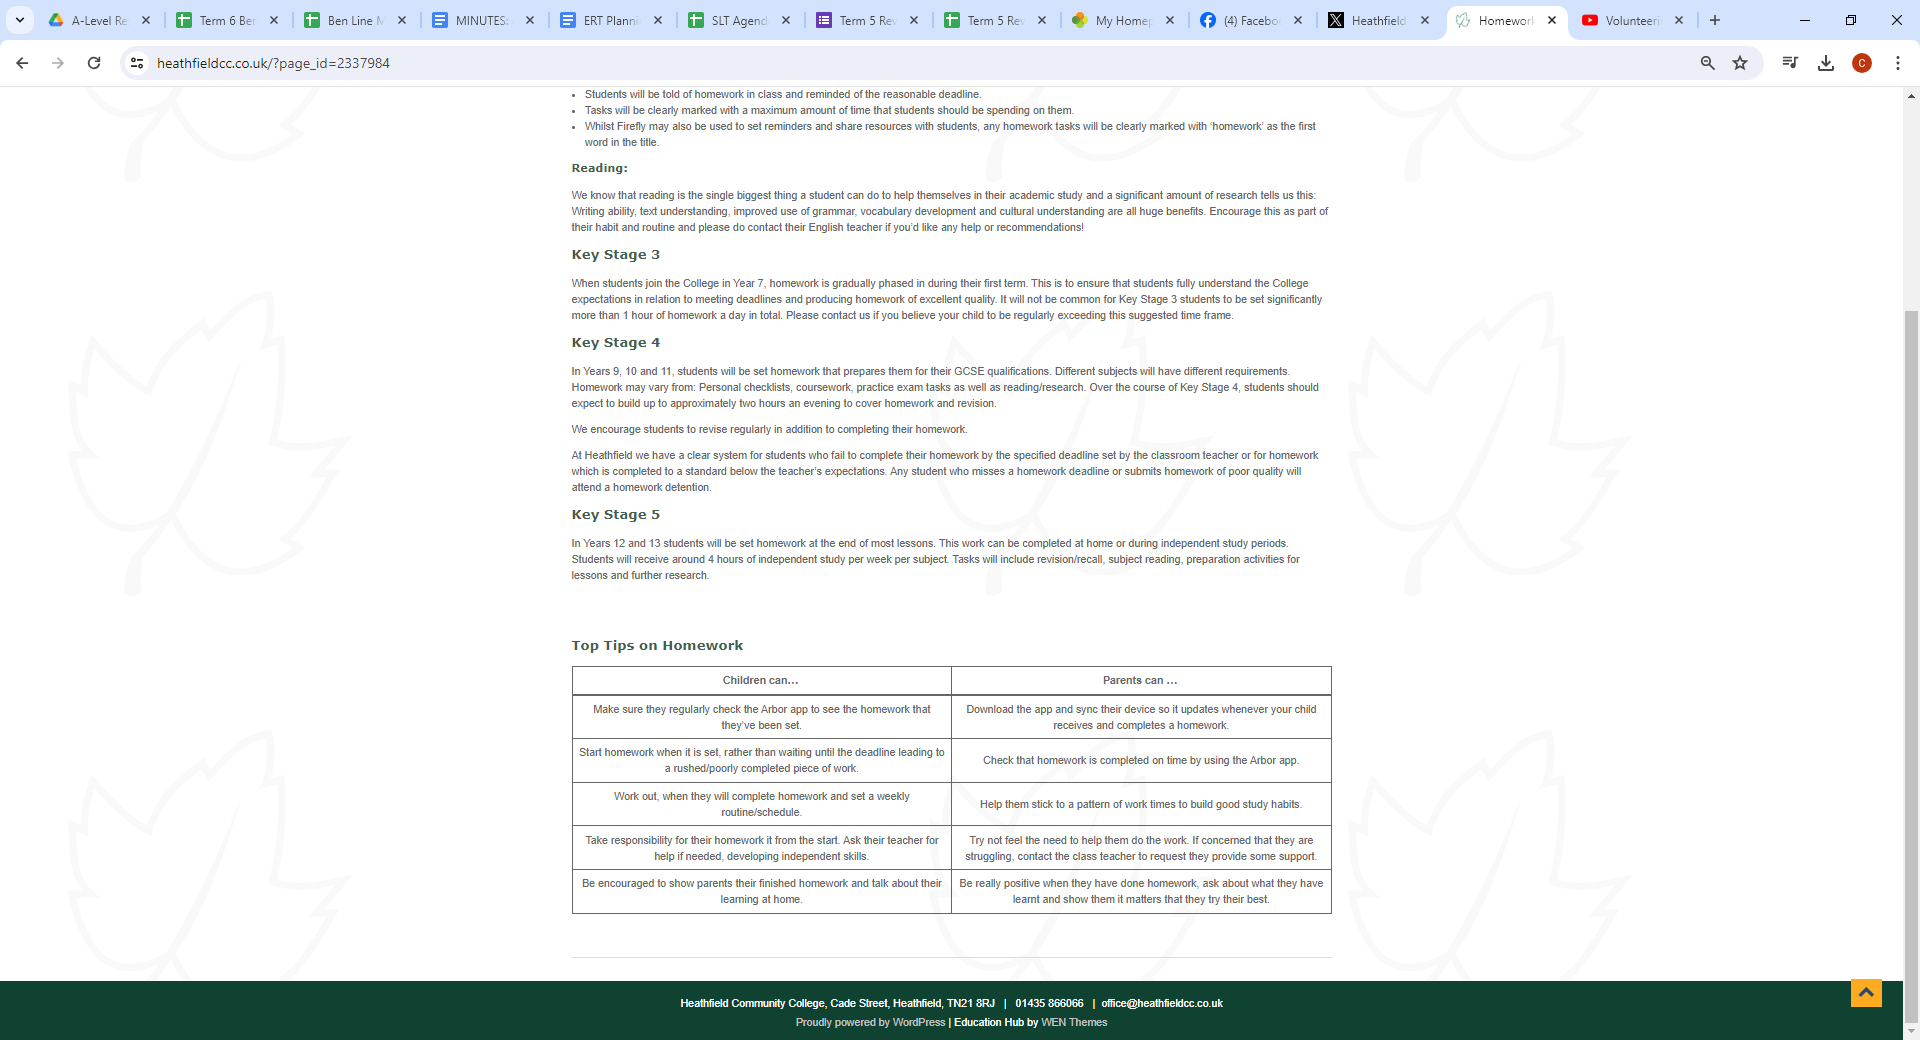 A-Level Re
Term 6 Ber
Ben Line M
MINUTES:
ERT Plannin
SLT Agend
Term 5 Rev
Term 5 Rev
My Homep
(4) Facebo
Heathfield
Homework
Volunteeri
heathfieldcc.co.uk/?page_id=2337984
C
• Students will be told of homework in class and reminded of the reasonable deadline.
• Tasks will be clearly marked with a maximum amount of time that students should be spending on them.
• Whilst Firefly may also be used to set reminders and share resources with students, any homework tasks will be clearly marked with ‘homework’ as the first
word in the title.
Reading:
We know that reading is the single biggest thing a student can do to help themselves in their academic study and a significant amount of research tells us this:
Writing ability, text understanding, improved use of grammar, vocabulary development and cultural understanding are all huge benefits. Encourage this as part of
their habit and routine and please do contact their English teacher if you’d like any help or recommendations!
Key Stage 3
When students join the College in Year 7, homework is gradually phased in during their first term. This is to ensure that students fully understand the College
expectations in relation to meeting deadlines and producing homework of excellent quality. It will not be common for Key Stage 3 students to be set significantly
more than 1 hour of homework a day in total. Please contact us if you believe your child to be regularly exceeding this suggested time frame.
Key Stage 4
In Years 9, 10 and 11, students will be set homework that prepares them for their GCSE qualifications. Different subjects will have different requirements.
Homework may vary from: Personal checklists, coursework, practice exam tasks as well as reading/research. Over the course of Key Stage 4, students should
expect to build up to approximately two hours an evening to cover homework and revision.
We encourage students to revise regularly in addition to completing their homework.
At Heathfield we have a clear system for students who fail to complete their homework by the specified deadline set by the classroom teacher or for homework
which is completed to a standard below the teacher’s expectations. Any student who misses a homework deadline or submits homework of poor quality will
attend a homework detention.
Key Stage 5
In Years 12 and 13 students will be set homework at the end of most lessons. This work can be completed at home or during independent study periods.
Students will receive around 4 hours of independent study per week per subject. Tasks will include revision/recall, subject reading, preparation activities for
lessons and further research.
Top Tips on Homework
Children can…
Parents can …
Make sure they regularly check the Arbor app to see the homework that
they’ve been set.
Download the app and sync their device so it updates whenever your child
receives and completes a homework.
Start homework when it is set, rather than waiting until the deadline leading to
a rushed/poorly completed piece of work.
Check that homework is completed on time by using the Arbor app.
Work out, when they will complete homework and set a weekly
routine/schedule.
Help them stick to a pattern of work times to build good study habits.
Take responsibility for their homework it from the start. Ask their teacher for
help if needed, developing independent skills.
Try not feel the need to help them do the work. If concerned that they are
struggling, contact the class teacher to request they provide some support.
Be encouraged to show parents their finished homework and talk about their
learning at home.
Be really positive when they have done homework, ask about what they have
learnt and show them it matters that they try their best.
Heathfield Community College, Cade Street, Heathfield, TN21 8RJ | 01435 866066 | office@heathfieldcc.co.uk
Proudly powered by WordPress | Education Hub by WEN Themes